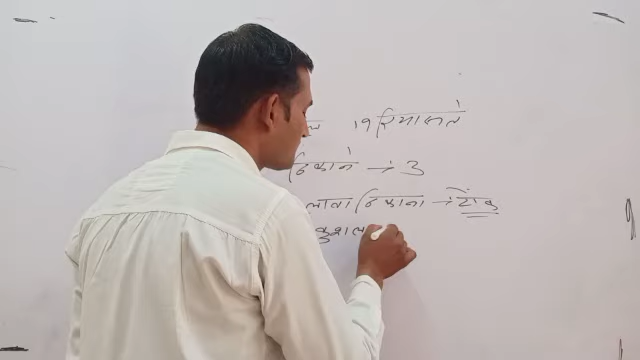 19 रियासतें
ठिकाने → 3
लावा ठिकाना → टोंक
कुशल